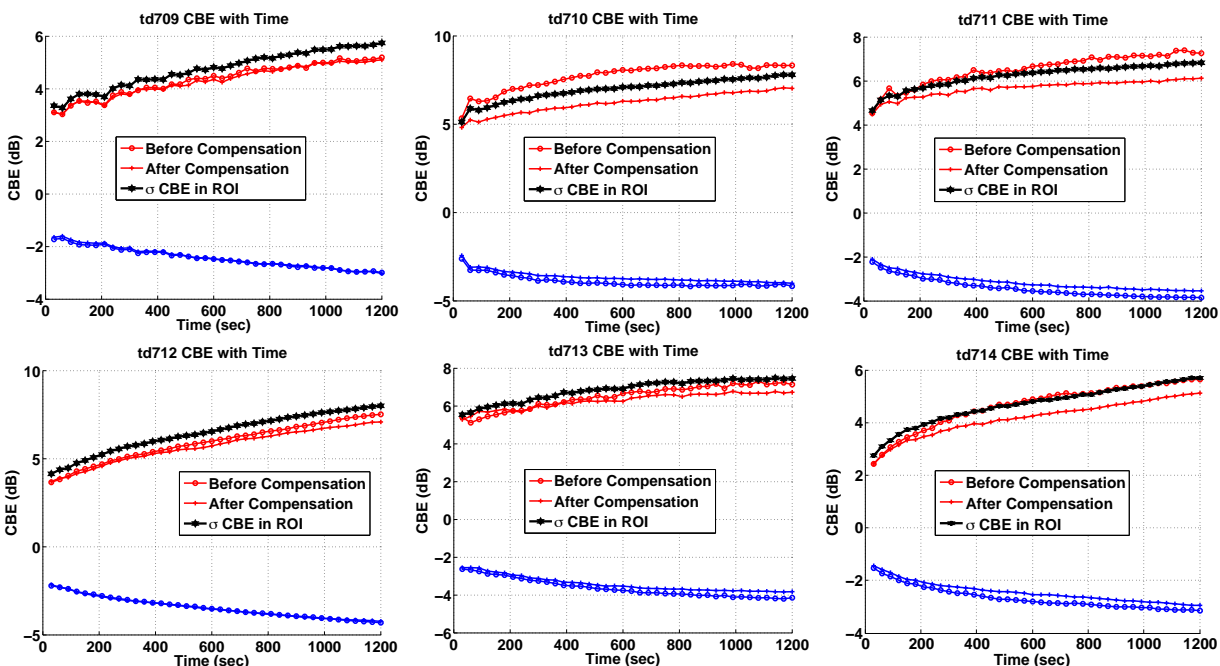 td709 CBE with Time
6
4
2
0
−2
−4
CBE (dB)
0 200 400 600 800 1000 1200
Time (sec)
Before Compensation
After Compensation
σ CBE in ROI
td710 CBE with Time
10
5
0
−5
CBE (dB)
0 200 400 600 800 1000 1200
Time (sec)
Before Compensation
After Compensation
σ CBE in ROI
td711 CBE with Time
8
6
4
2
0
−2
−4
CBE (dB)
0 200 400 600 800 1000 1200
Time (sec)
Before Compensation
After Compensation
σ CBE in ROI
td712 CBE with Time
10
5
0
−5
CBE (dB)
0 200 400 600 800 1000 1200
Time (sec)
Before Compensation
After Compensation
σ CBE in ROI
td713 CBE with Time
8
6
4
2
0
−2
−4
−6
CBE (dB)
0 200 400 600 800 1000 1200
Time (sec)
Before Compensation
After Compensation
σ CBE in ROI
td714 CBE with Time
6
4
2
0
−2
−4
CBE (dB)
0 200 400 600 800 1000 1200
Time (sec)
Before Compensation
After Compensation
σ CBE in ROI